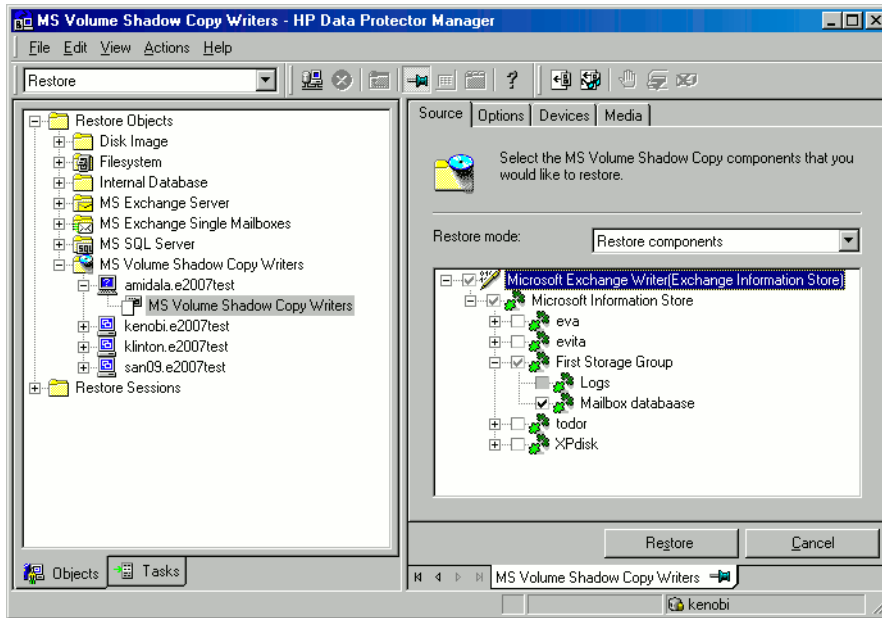 MS Volume Shadow Copy Writers - HP Data Protector Manager
File Edit View Actions Help
Restore
Restore Objects
Disk Image
Filesystem
Internal Database
MS Exchange Server
MS Exchange Single Mailboxes
MS SQL Server
MS Volume Shadow Copy Writers
amidala.e2007test
MS Volume Shadow Copy Writers
kenobi.e2007test
klinton.e2007test
san09.e2007test
Restore Sessions
Objects Tasks
Source Options Devices Media
Select the MS Volume Shadow Copy components that you
would like to restore.
Restore mode: Restore components
Microsoft Exchange Writer(Exchange Information Store)
Microsoft Information Store
eva
evita
First Storage Group
Logs
Mailbox databaase
todor
XPdisk
Restore Cancel
MS Volume Shadow Copy Writers
kenobi